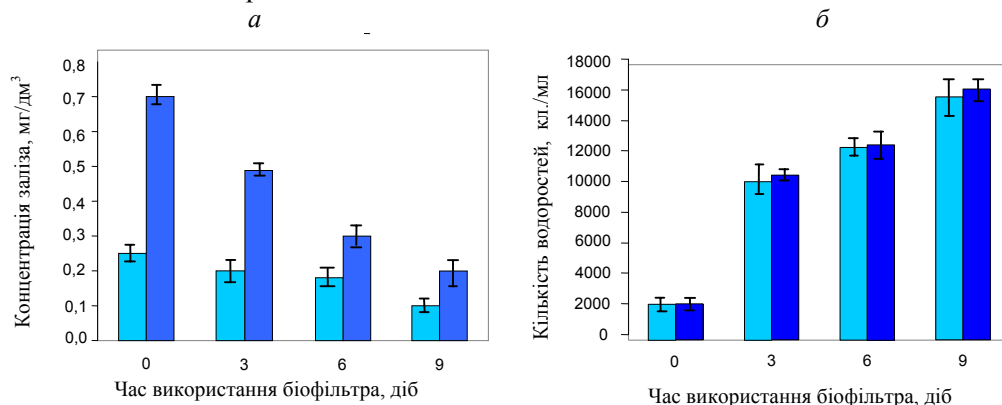 а
б
Концентрація заліза, мг/дм³
0,8
0,7
0,6
0,5
0,4
0,3
0,2
0,1
0,0
0 3 6 9
Час використання біофільтра, діб
Кількість водоростей, кл./мл
18000
16000
14000
12000
10000
8000
6000
4000
2000
0
0 3 6 9
Час використання біофільтра, діб